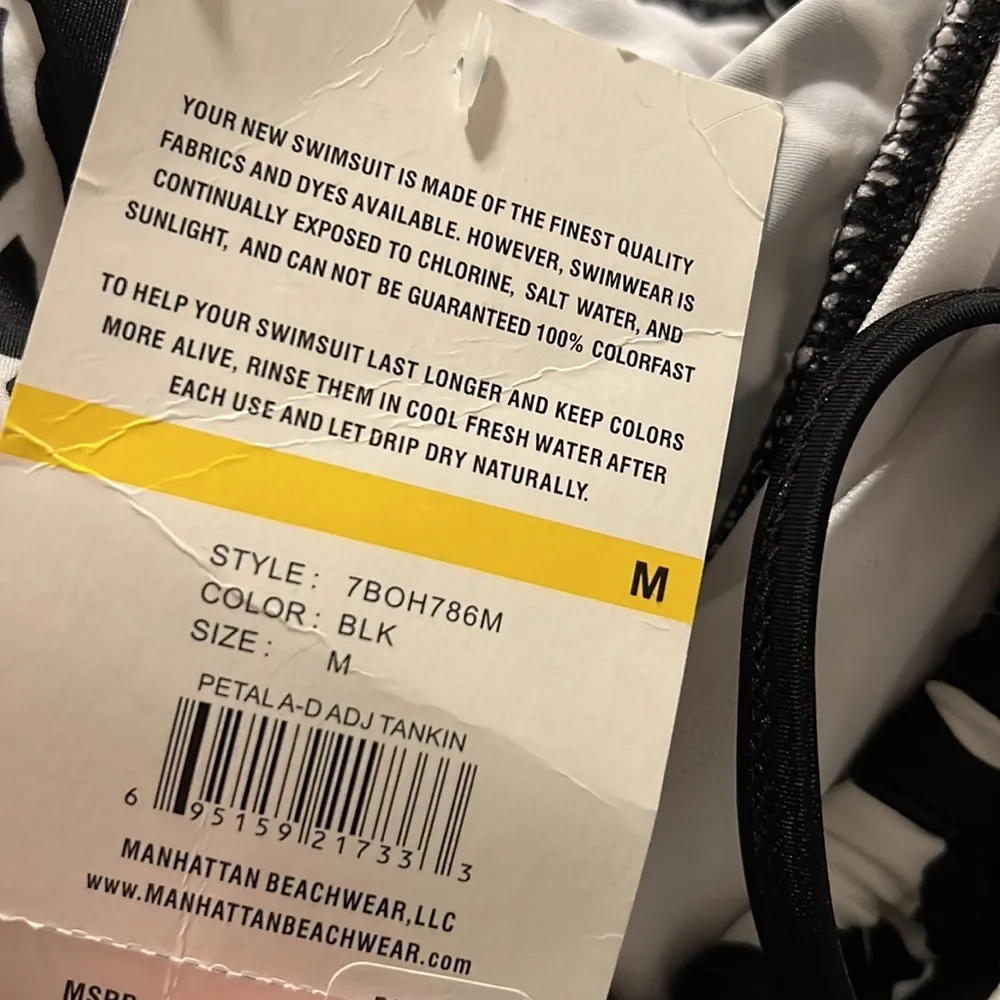 YOUR NEW SWIMSUIT IS MADE OF THE FINEST QUALITY
FABRICS AND DYES AVAILABLE. HOWEVER, SWIMWEAR IS
CONTINUALLY EXPOSED TO CHLORINE, SALT WATER, AND
SUNLIGHT, AND CAN NOT BE GUARANTEED 100% COLORFAST
TO HELP YOUR SWIMSUIT LAST LONGER AND KEEP COLORS
MORE ALIVE, RINSE THEM IN COOL FRESH WATER AFTER
EACH USE AND LET DRIP DRY NATURALLY.
M
STYLE: 7BOH786M
COLOR: BLK
SIZE: M
PETAL A-D ADJ TANKIN
6 95159 21733 3
MANHATTAN BEACHWEAR,LLC
www.MANHATTANBEACHWEAR.com
MSRP